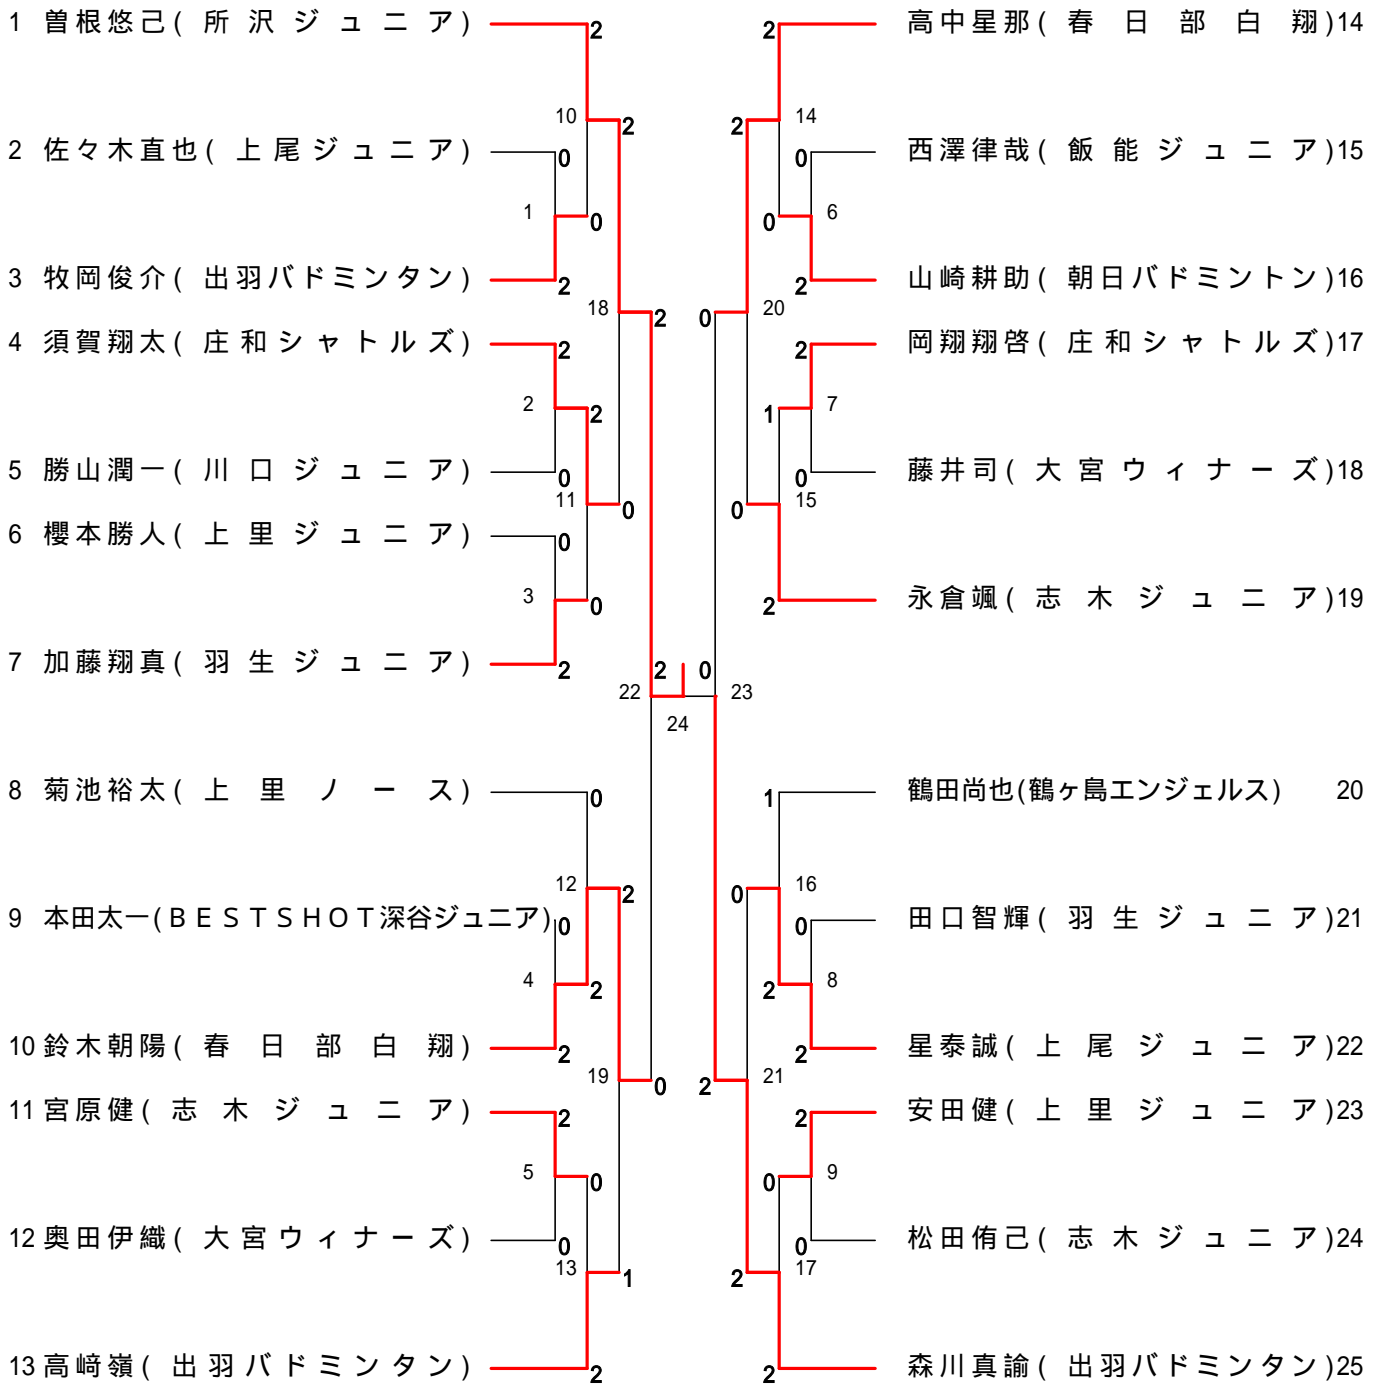 1 曽根悠己(所沢ジュニア)
2
2 高中星那(春日部白翔)14
10
2
2
14
2 佐々木直也(上尾ジュニア)
0
0 西澤律哉(飯能ジュニア)15
1
0
0
6
3 牧岡俊介(出羽バドミンタン)
2
2 山崎耕助(朝日バドミントン)16
18
2
0
20
4 須賀翔太(庄和シャトルズ)
2
2 岡翔翔啓(庄和シャトルズ)17
2
2
1
7
5 勝山潤一(川口ジュニア)
0
0 藤井司(大宮ウィナーズ)18
11
0
0
15
6 櫻本勝人(上里ジュニア)
0
3
0
2 永倉颯(志木ジュニア)19
7 加藤翔真(羽生ジュニア)
2
22
2
0
23
24
8 菊池裕太(上里ノース)
0
1 鶴田尚也(鶴ヶ島エンジェルス) 20
12
2
0
16
9 本田太一(BESTSHOT深谷ジュニア)
0
0 田口智輝(羽生ジュニア)21
4
2
2
8
10 鈴木朝陽(春日部白翔)
2
2 星泰誠(上尾ジュニア)22
19
0
2
21
11 宮原健(志木ジュニア)
2
2 安田健(上里ジュニア)23
5
0
0
9
12 奥田伊織(大宮ウィナーズ)
0
0 松田侑己(志木ジュニア)24
13
1
2
17
13 高﨑嶺(出羽バドミンタン)
2
2 森川真諭(出羽バドミンタン)25